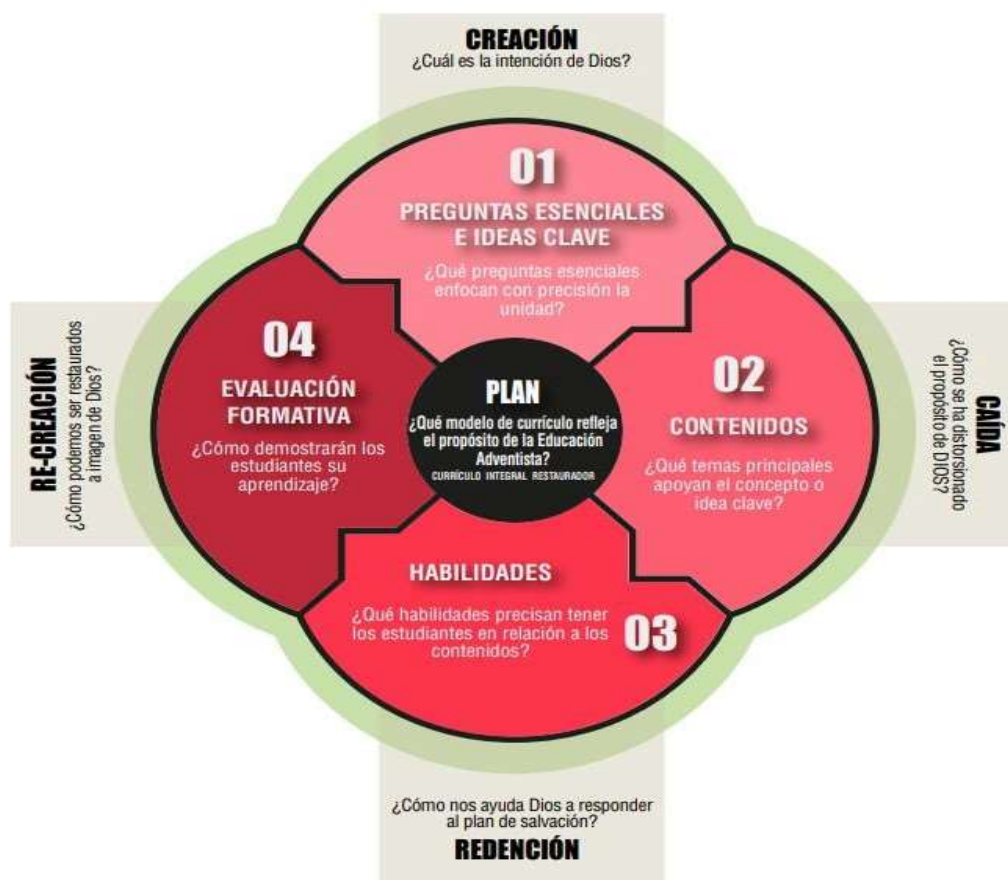 CREACIÓN
¿Cuál es la intención de Dios?
01
PREGUNTAS ESENCIALES
E IDEAS CLAVE
¿Qué preguntas esenciales
enfocan con precisión la
unidad?
RE-CREACIÓN
¿Cómo podemos se restaurados
a imagen de Dios?
04
EVALUACIÓN
FORMATIVA
¿Cómo demostrarán los
estudiantes su
aprendizaje?
PLAN
¿Qué modelo de currículo refleja
el propósito de la Educación
Adventista?
CURRÍCULO INTEGRAL RESTAURADOR
02
CONTENIDOS
¿Qué temas principales
apoyan el concepto o
idea clave?
CAÍDA
¿Cómo se ha distorsionado
el propósito de DIOS?
HABILIDADES
¿Qué habilidades precisan tener
los estudiantes en relación a los
contenidos?
03
¿Cómo nos ayuda Dios a responder
al plan de salvación?
REDENCIÓN